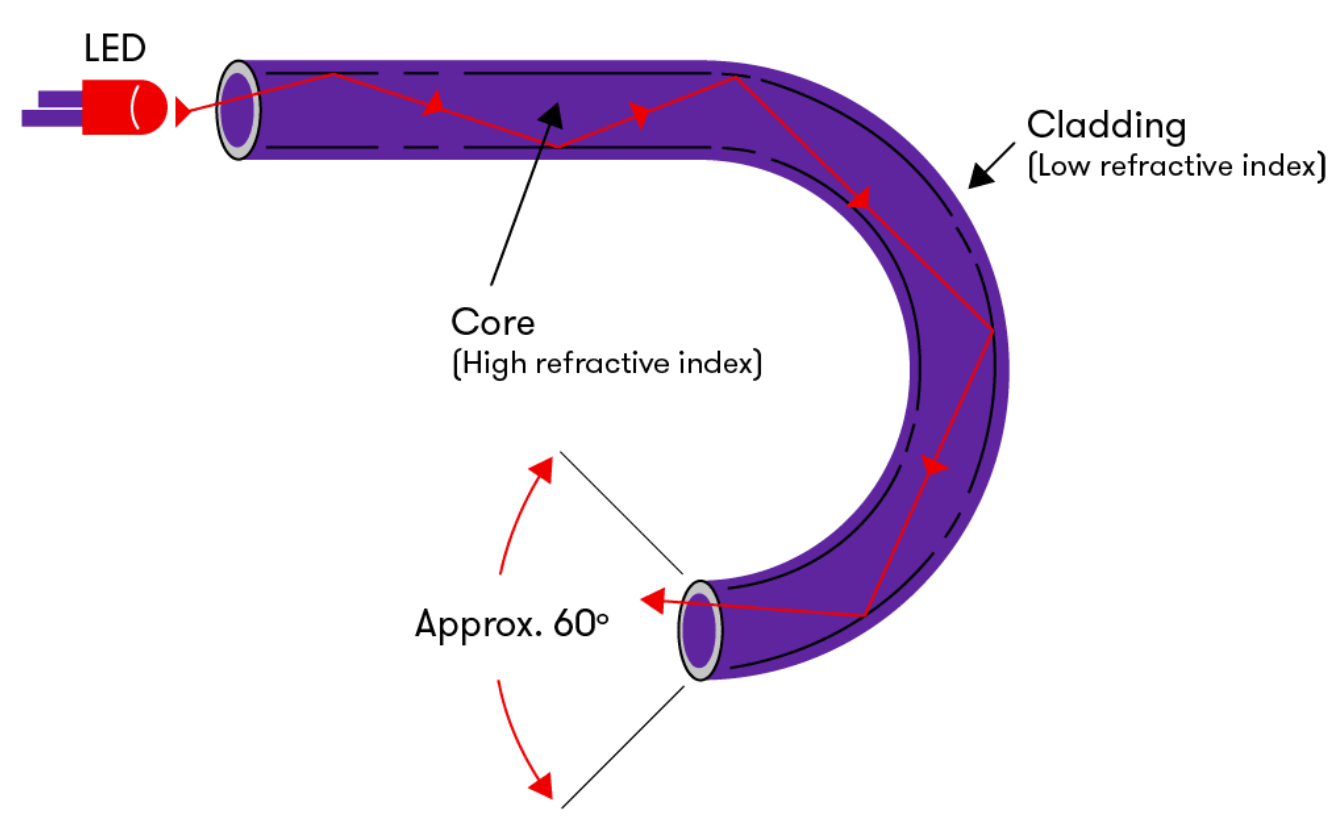 LED
Cladding
(Low refractive index)
Core
(High refractive index)
Approx. 60°